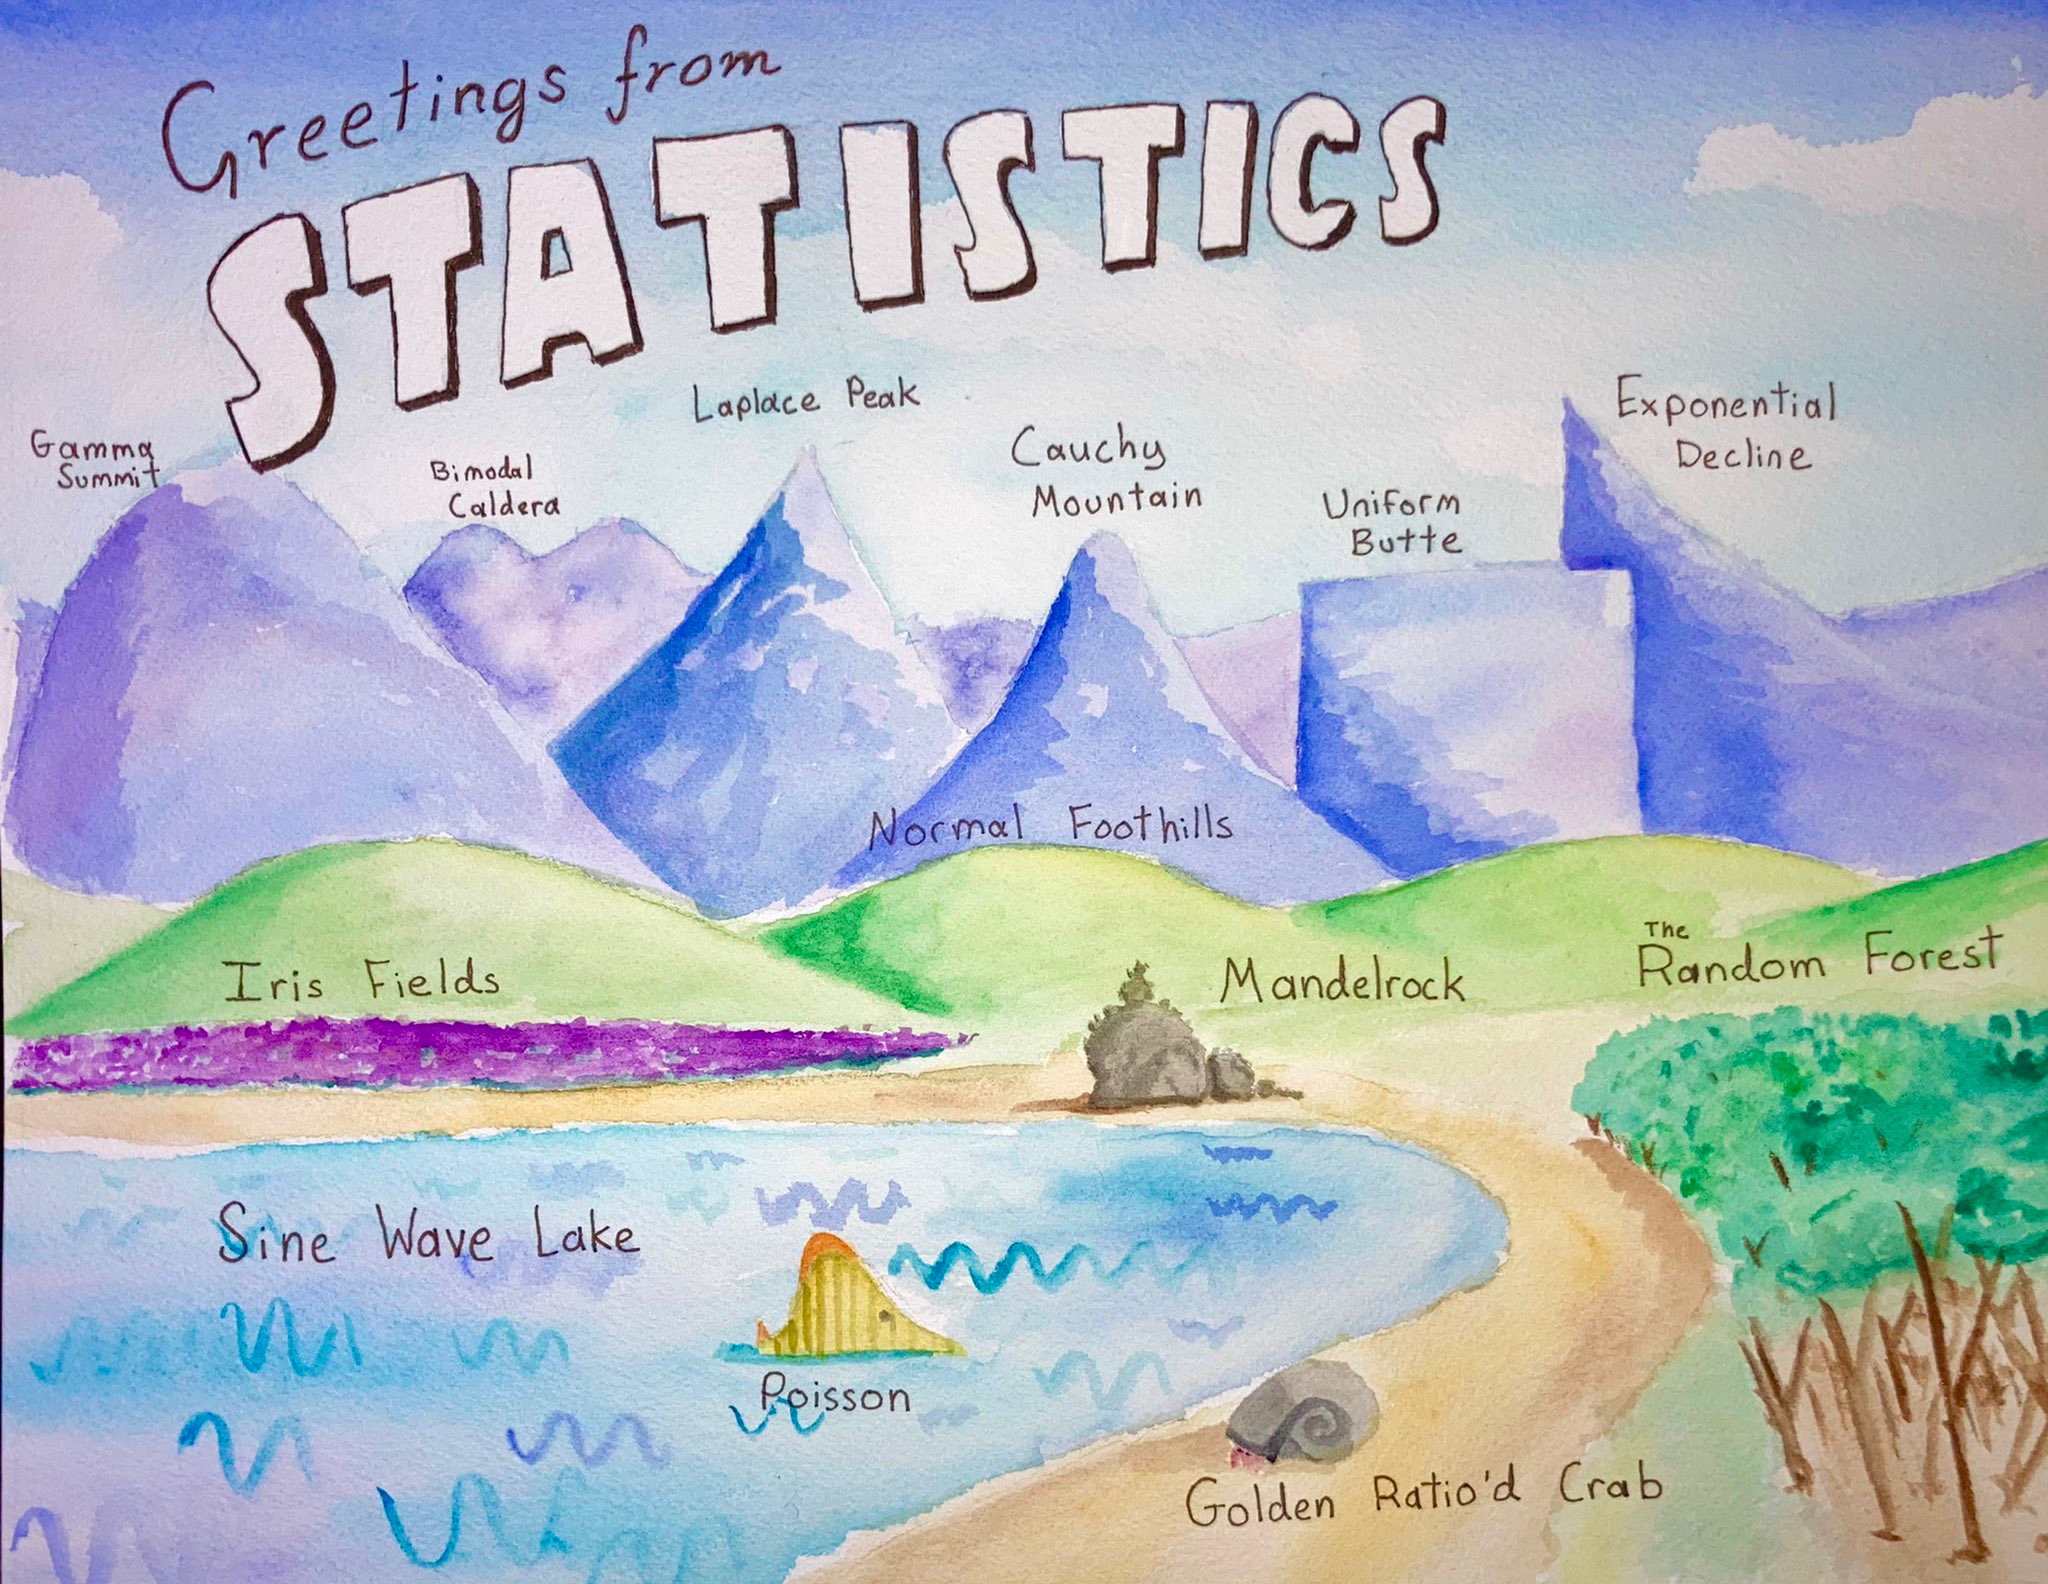 Greetings from
STATISTICS
Laplace Peak
Gamma
Summit
Bimodal
Caldera
Cauchy
Mountain
Uniform
Butte
Exponential
Decline
Normal Foothills
Iris Fields
Mandelrock
The
Random Forest
Sine Wave Lake
Poisson
Golden Ratio'd Crab